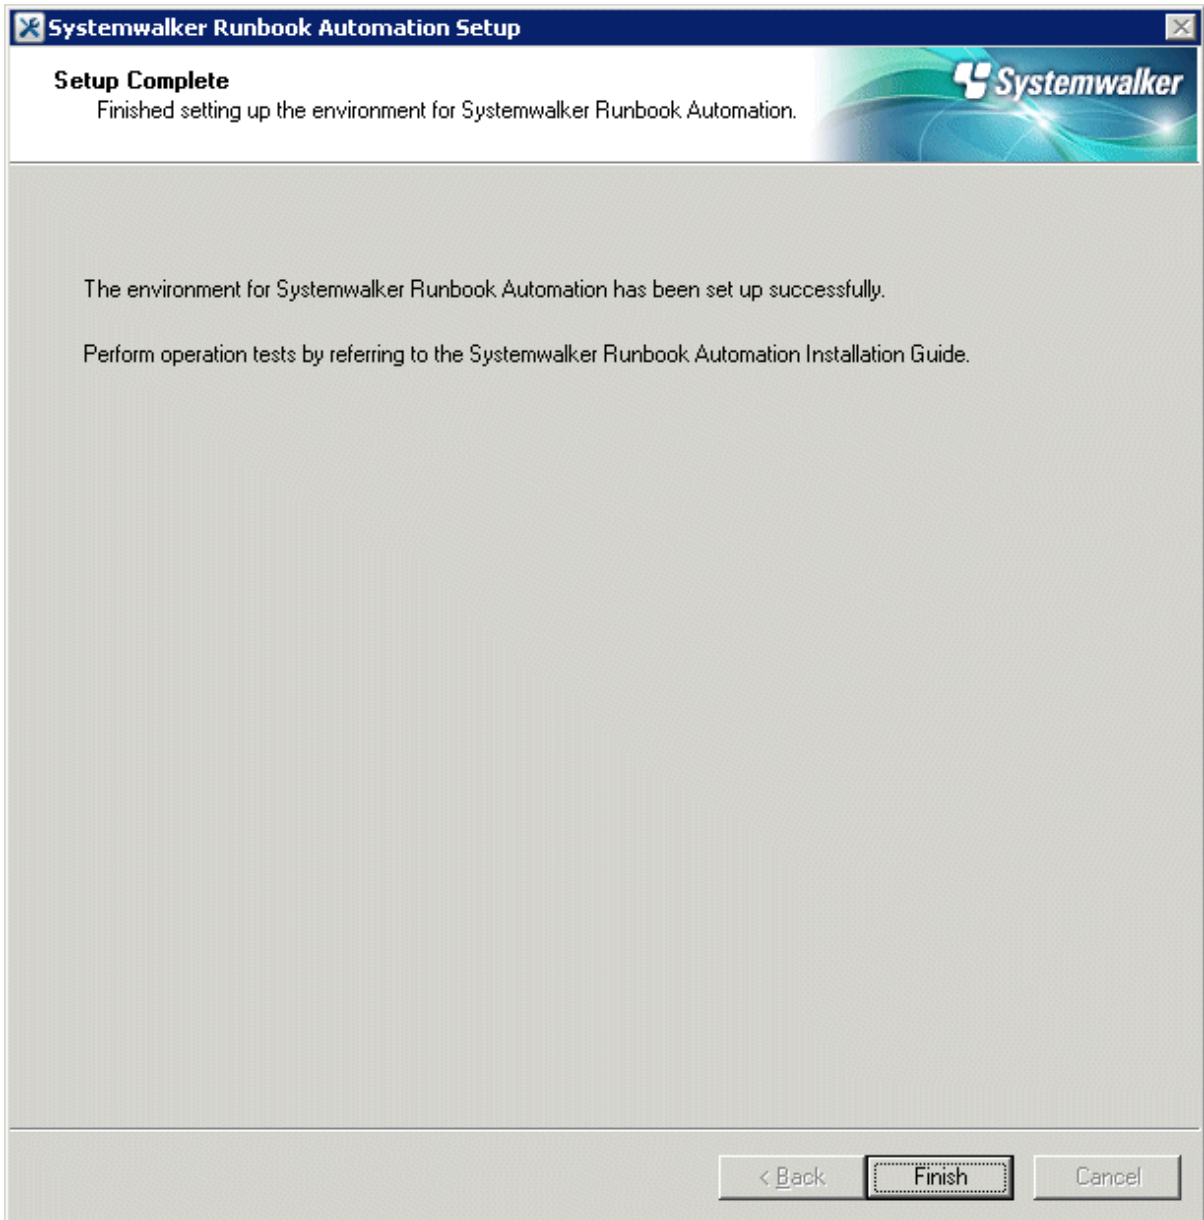 Systemwalker Runbook Automation Setup
Setup Complete
Finished setting up the environment for Systemwalker Runbook Automation.
Systemwalker
The environment for Systemwalker Runbook Automation has been set up successfully.
Perform operation tests by referring to the Systemwalker Runbook Automation Installation Guide.
< Back Finish Cancel